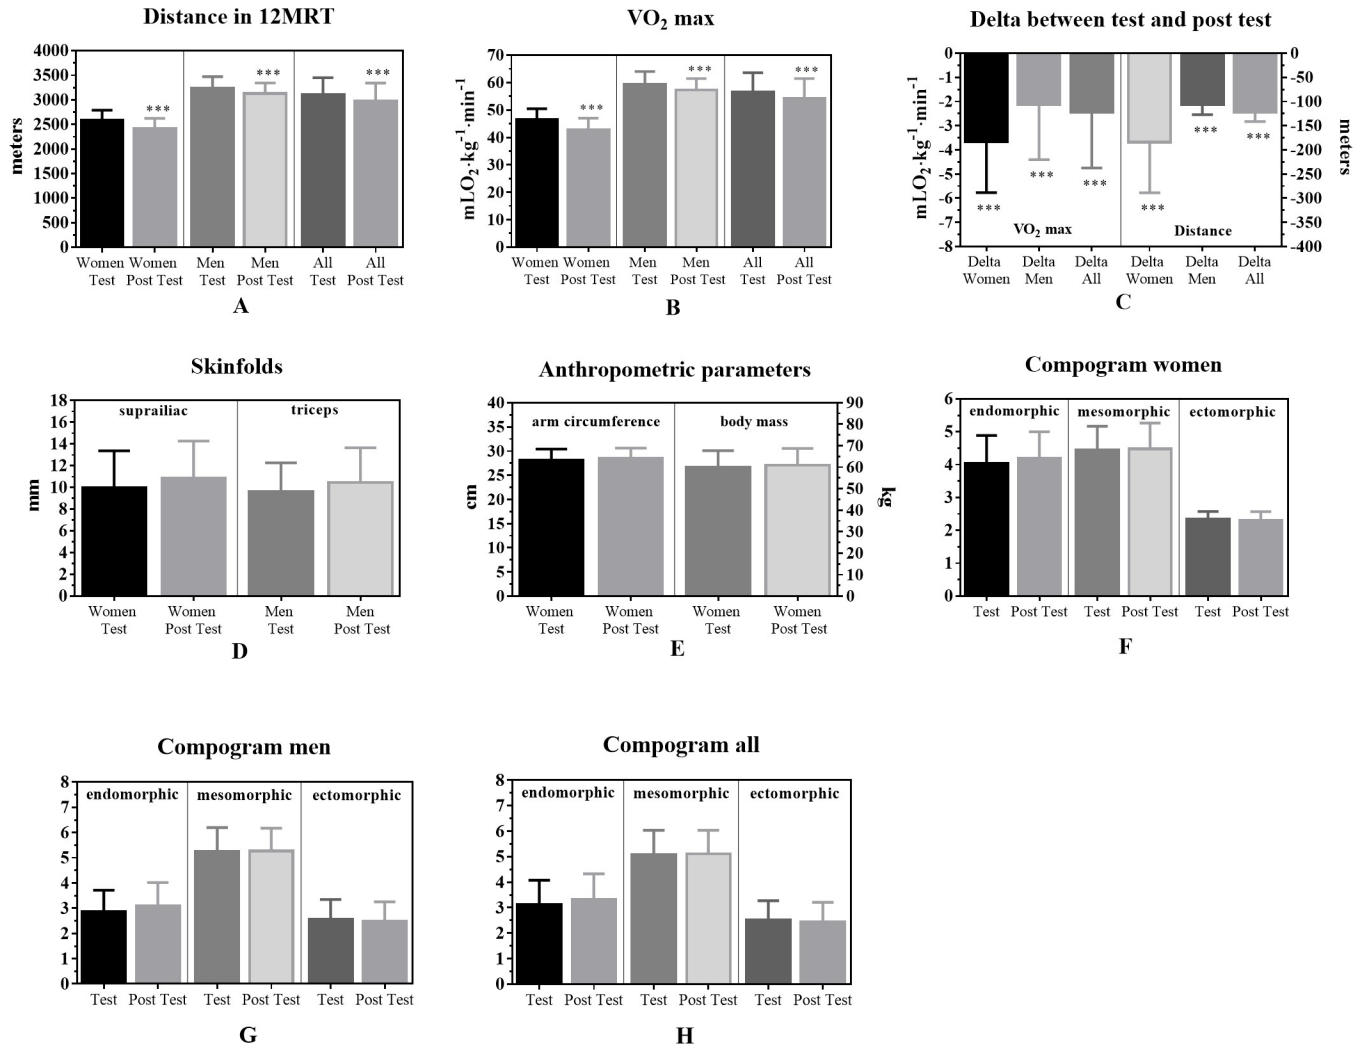 Distance in 12MRT
4000
3500
3000
2500
2000
1500
1000
500
0
meters
***
***
***
Women Test
Women Post Test
Men Test
Men Post Test
All Test
All Post Test
A
VO2 max
70
60
50
40
30
20
10
0
mLO2·kg-1·min-1
***
***
***
Women Test
Women Post Test
Men Test
Men Post Test
All Test
All Post Test
B
Delta between test and post test
0
-1
-2
-3
-4
-5
-6
-7
-8
mLO2·kg-1·min-1
0
-50
-100
-150
-200
-250
-300
-350
-400
meters
***
***
***
***
***
***
VO2 max
Distance
Delta Women
Delta Men
Delta All
Delta Women
Delta Men
Delta All
C
Skinfolds
18
16
14
12
10
8
6
4
2
0
mm
suprailiac
triceps
Women Test
Women Post Test
Men Test
Men Post Test
D
Anthropometric parameters
40
35
30
25
20
15
10
5
0
cm
90
80
70
60
50
40
30
20
10
0
kg
arm circumference
body mass
Women Test
Women Post Test
Women Test
Women Post Test
E
Compogram women
6
5
4
3
2
1
0
endomorphic
mesomorphic
ectomorphic
Test
Post Test
Test
Post Test
Test
Post Test
F
Compogram men
8
7
6
5
4
3
2
1
0
endomorphic
mesomorphic
ectomorphic
Test
Post Test
Test
Post Test
Test
Post Test
G
Compogram all
8
7
6
5
4
3
2
1
0
endomorphic
mesomorphic
ectomorphic
Test
Post Test
Test
Post Test
Test
Post Test
H